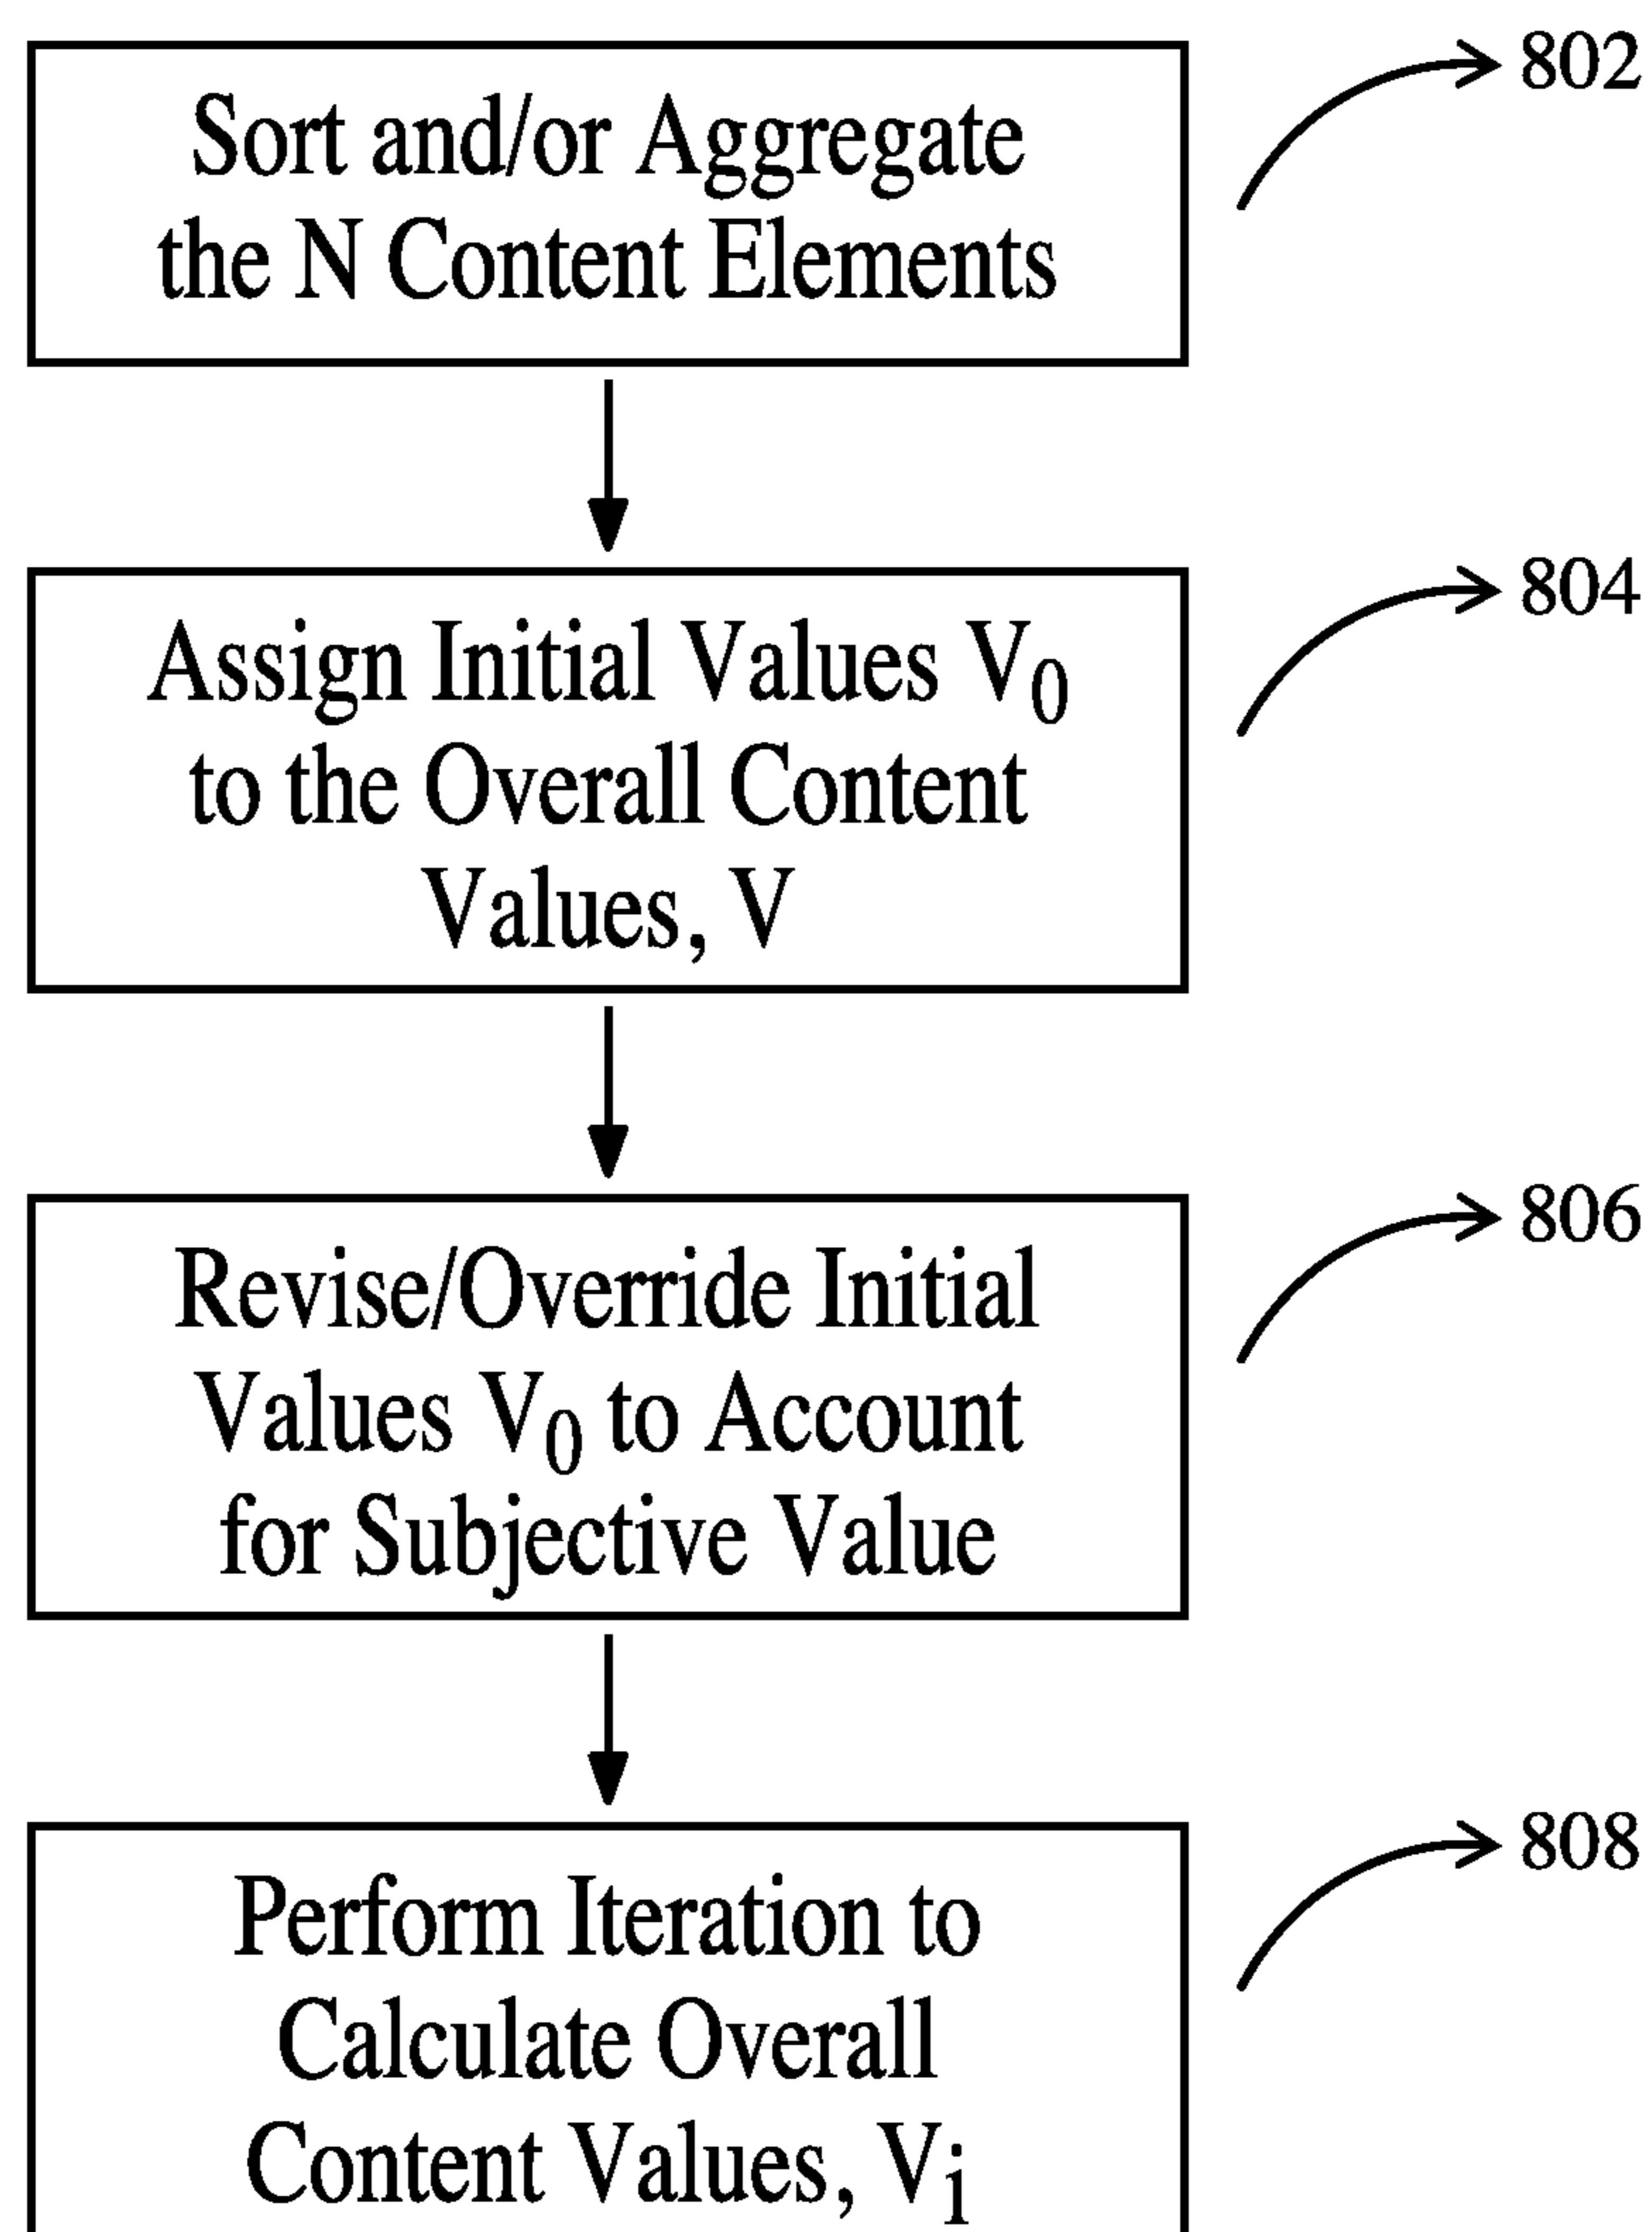 Sort and/or Aggregate
the N Content Elements
802
Assign Initial Values V₀
to the Overall Content
Values, V
804
Revise/Override Initial
Values V₀ to Account
for Subjective Value
806
Perform Iteration to
Calculate Overall
Content Values, Vᵢ
808